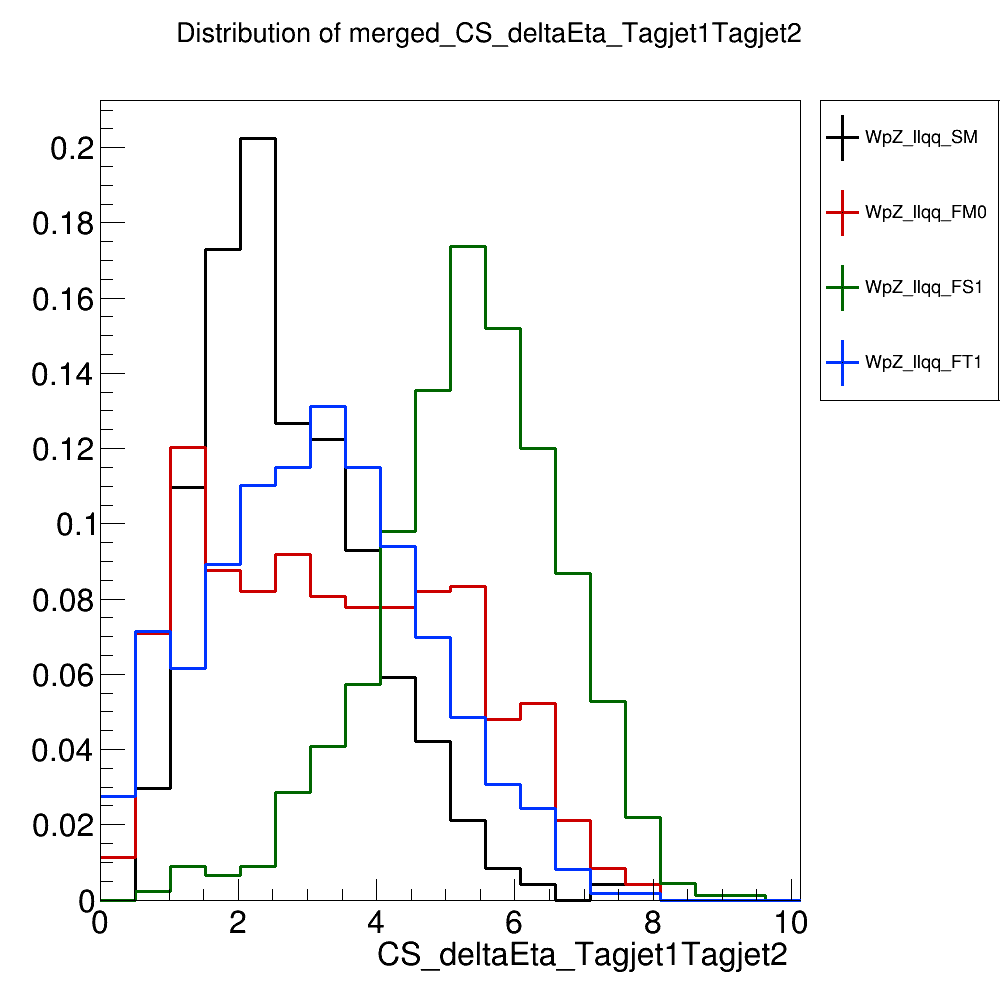 Distribution of merged_CS_deltaEta_Tagjet1Tagjet2
WpZ_llqq_SM
WpZ_llqq_FM0
WpZ_llqq_FS1
WpZ_llqq_FT1
0.2
0.18
0.16
0.14
0.12
0.1
0.08
0.06
0.04
0.02
0
0 2 4 6 8 10
CS_deltaEta_Tagjet1Tagjet2